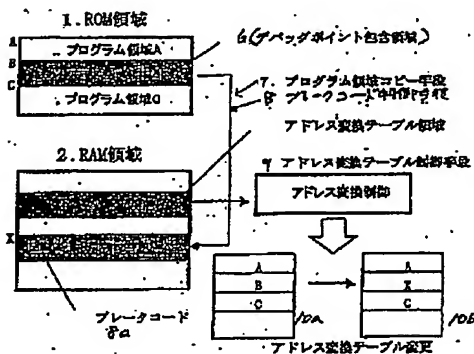 1.ROM領域
A
プログラム領域A
B
C
プログラム領域C
6(デバッグポイント包含領域)
7. プログラム領域コピー手段
8 ブレークコード制御手段
アドレス変換テーブル領域
2.RAM領域
9 アドレス変換テーブル制御手段
アドレス変換制御
X
ブレークコード
8a
A
B
C
10a
A
X
C
10b
アドレス変換テーブル変更